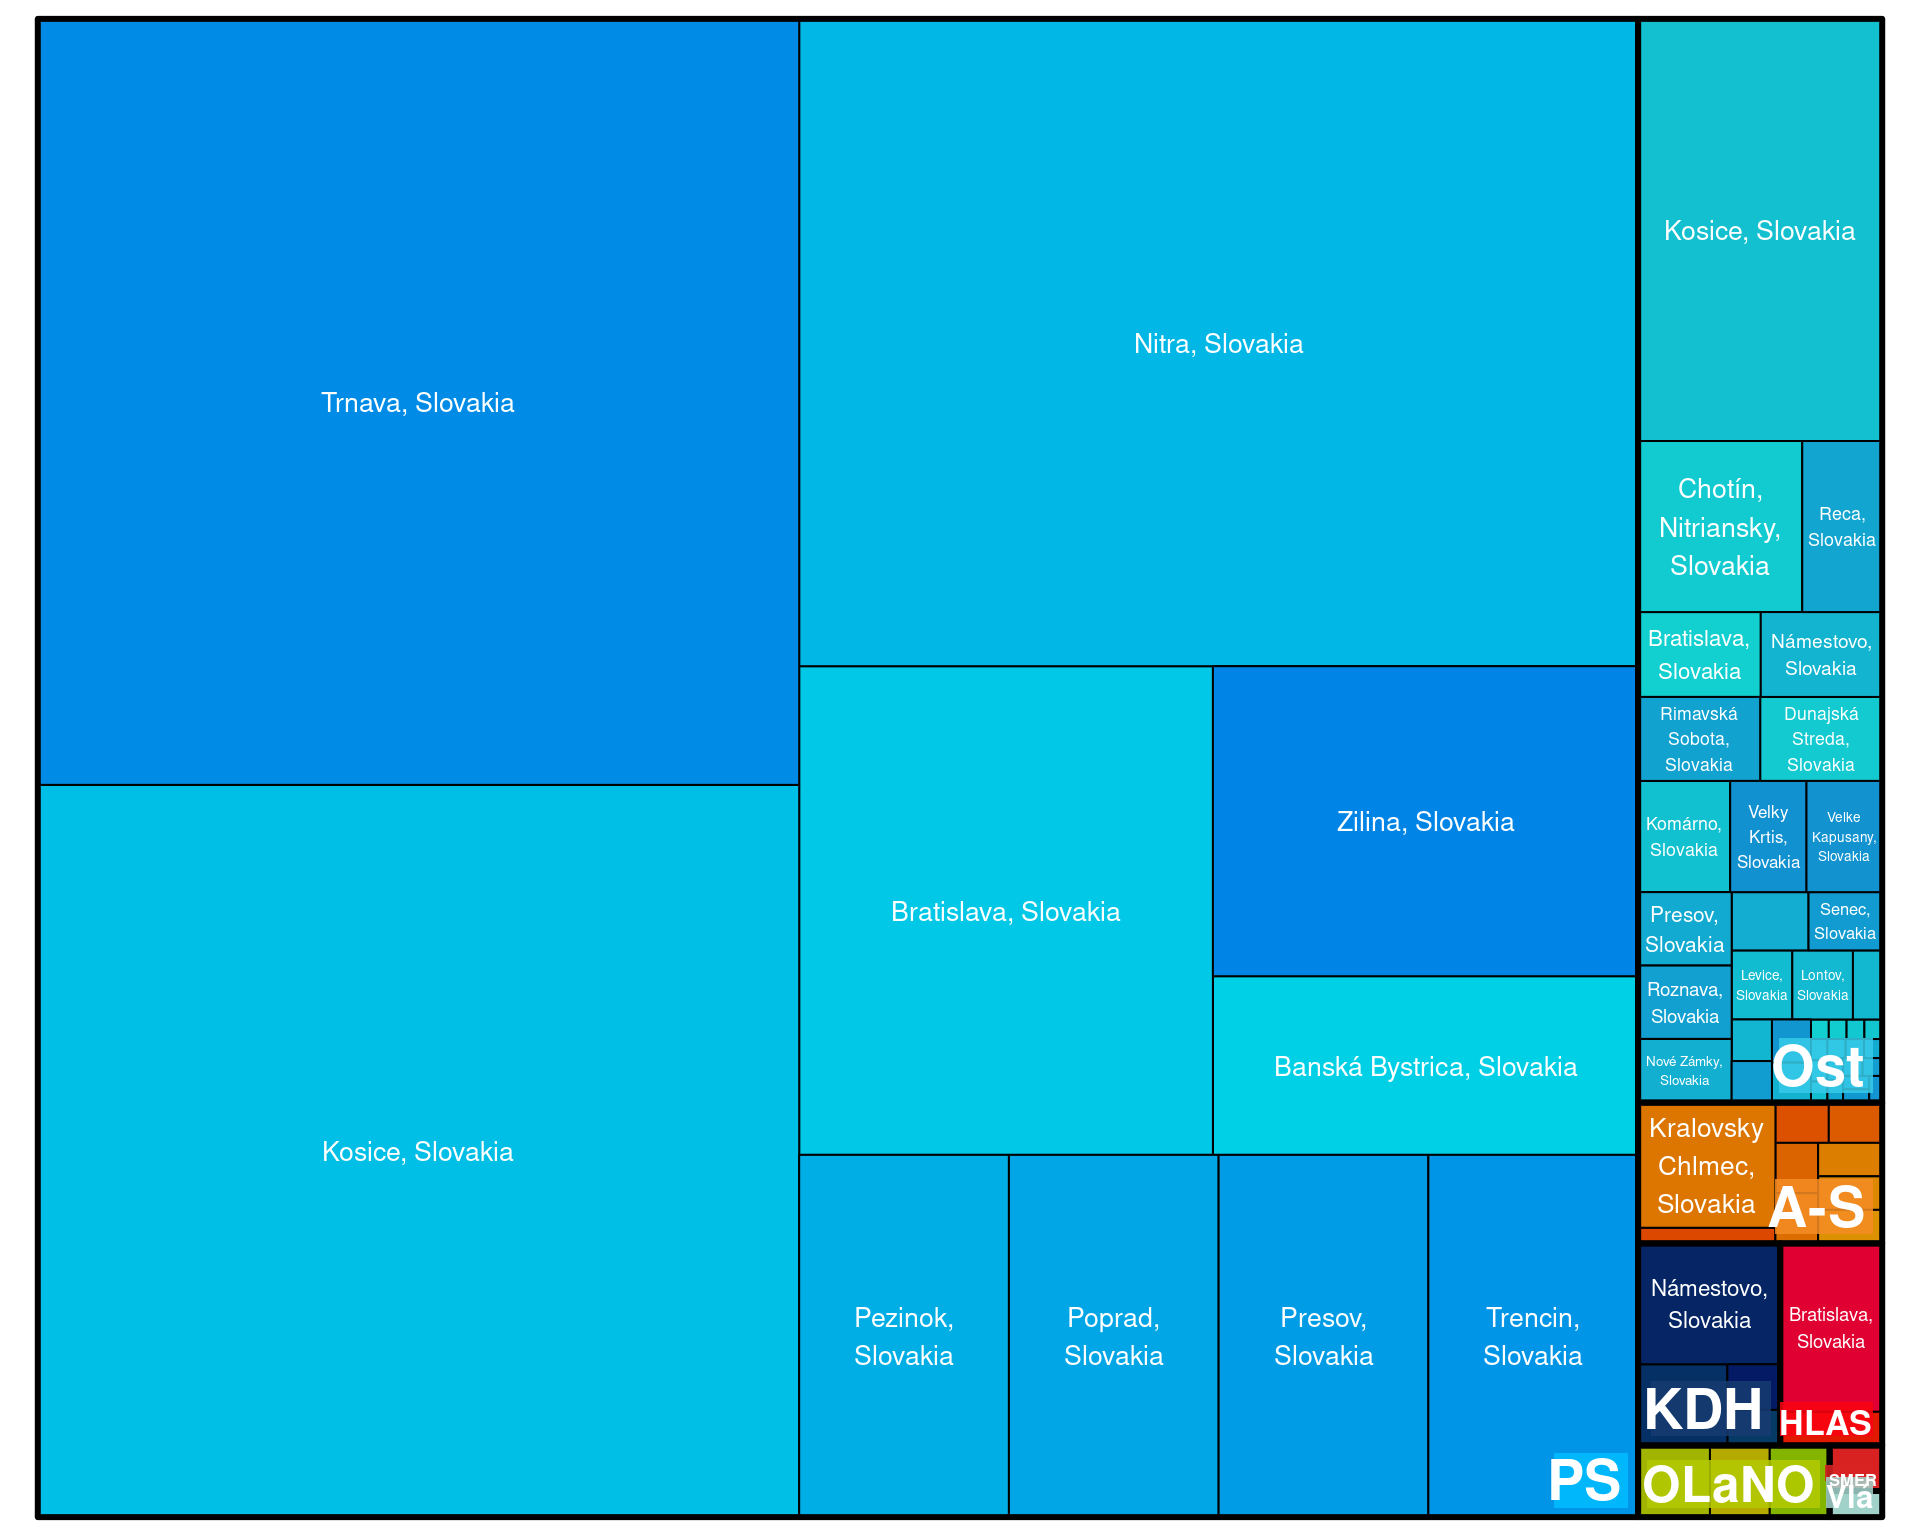 Trnava, Slovakia
Kosice, Slovakia
Nitra, Slovakia
Bratislava, Slovakia
Zilina, Slovakia
Banská Bystrica, Slovakia
Pezinok,
Slovakia
Poprad,
Slovakia
Presov,
Slovakia
Trencin,
Slovakia
PS
Kosice, Slovakia
Chotín,
Nitriansky,
Slovakia
Reca,
Slovakia
Bratislava,
Slovakia
Námestovo,
Slovakia
Rimavská
Sobota,
Slovakia
Dunajská
Streda,
Slovakia
Komárno,
Slovakia
Velky
Krtis,
Slovakia
Velke
Kapusany,
Slovakia
Presov,
Slovakia
Senec,
Slovakia
Roznava,
Slovakia
Levice,
Slovakia
Lontov,
Slovakia
Nové Zámky,
Slovakia
Ost
Kralovsky
Chlmec,
Slovakia
A-S
Námestovo,
Slovakia
KDH
Bratislava,
Slovakia
HLAS
OLaNO
SMER
Vlá